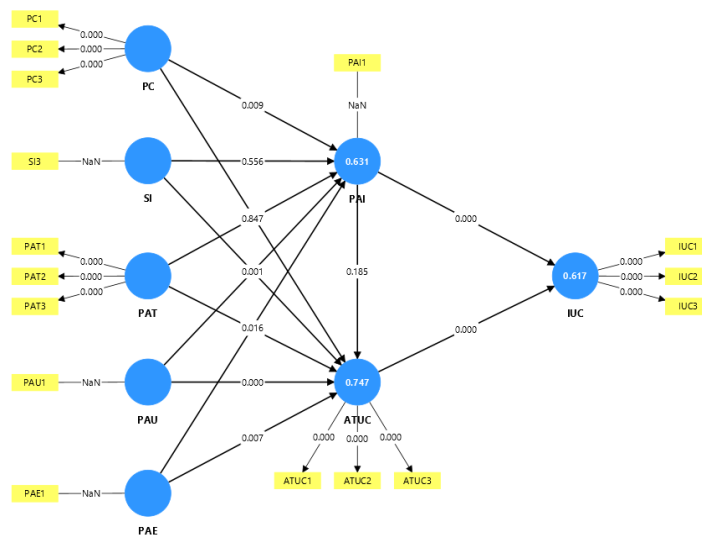 PC1
0.000
PC2
0.000
0.000
PC3
PC
PAI1
NaN
0.009
SI3
NaN
0.556
0.631
SI
PAI
0.847
0.000
PAT1
0.000
PAT2
0.000
0.000
PAT3
PAT
0.001
0.185
0.016
0.617
IUC
0.000
IUC1
0.000
IUC2
0.000
IUC3
0.000
PAU1
NaN
0.000
0.747
PAU
ATUC
0.007
0.000
0.000
0.000
ATUC1
ATUC2
ATUC3
PAE1
NaN
PAE